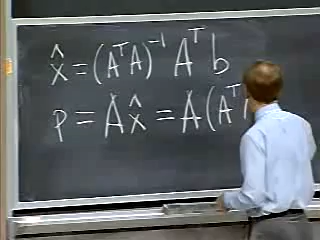 x̂ = (AᵀA)⁻¹ Aᵀ b
p = A x̂ = A (Aᵀ